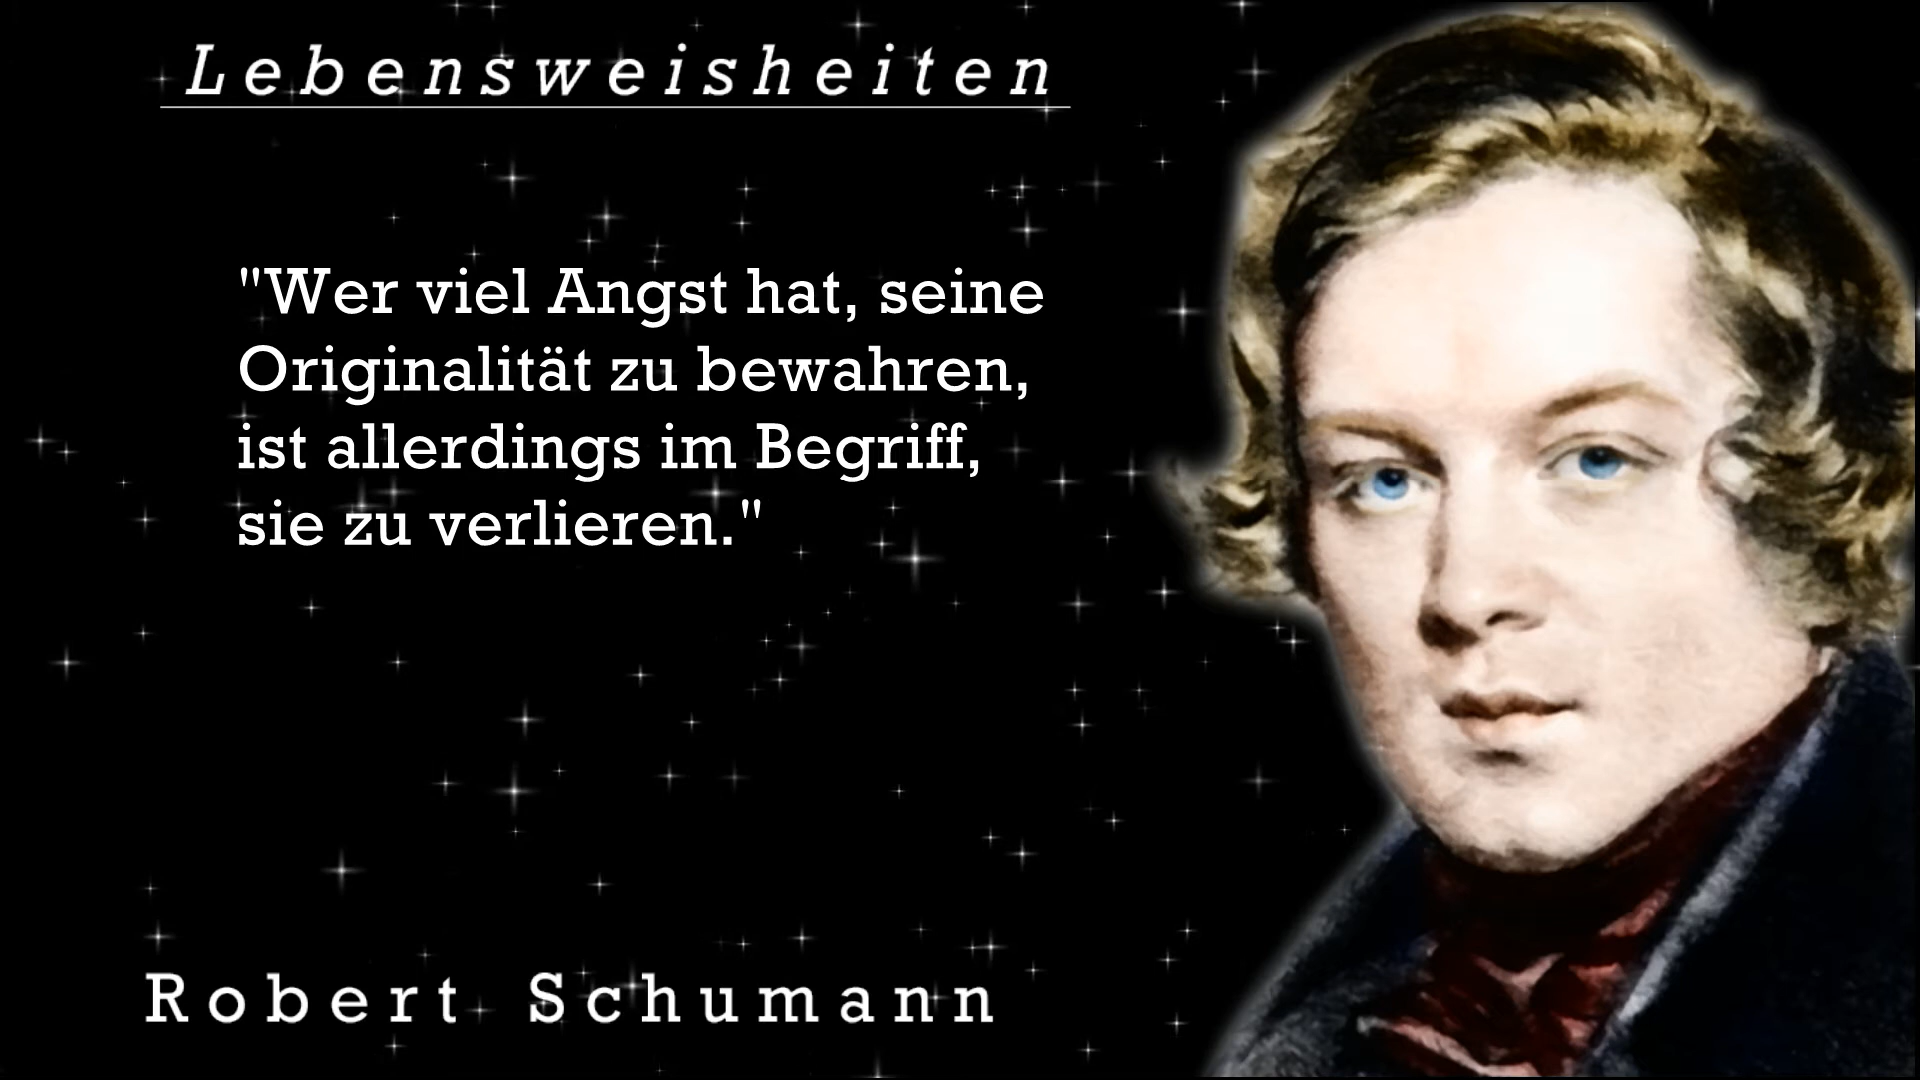 Lebensweisheiten
"Wer viel Angst hat, seine
Originalität zu bewahren,
ist allerdings im Begriff,
sie zu verlieren."
Robert Schumann